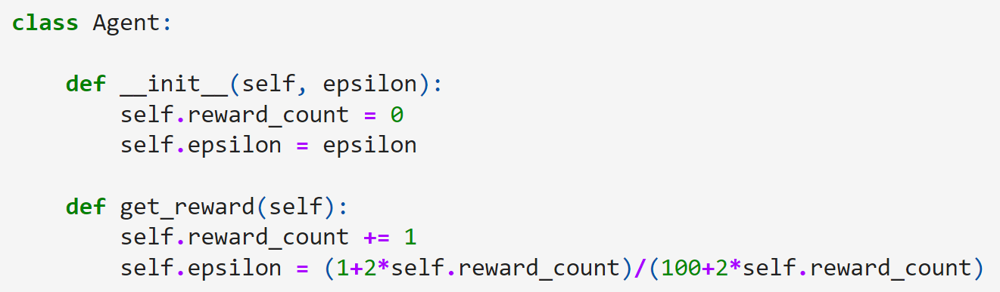 class Agent:
    def __init__(self, epsilon):
        self.reward_count = 0
        self.epsilon = epsilon
    def get_reward(self):
        self.reward_count += 1
        self.epsilon = (1+2*self.reward_count)/(100+2*self.reward_count)